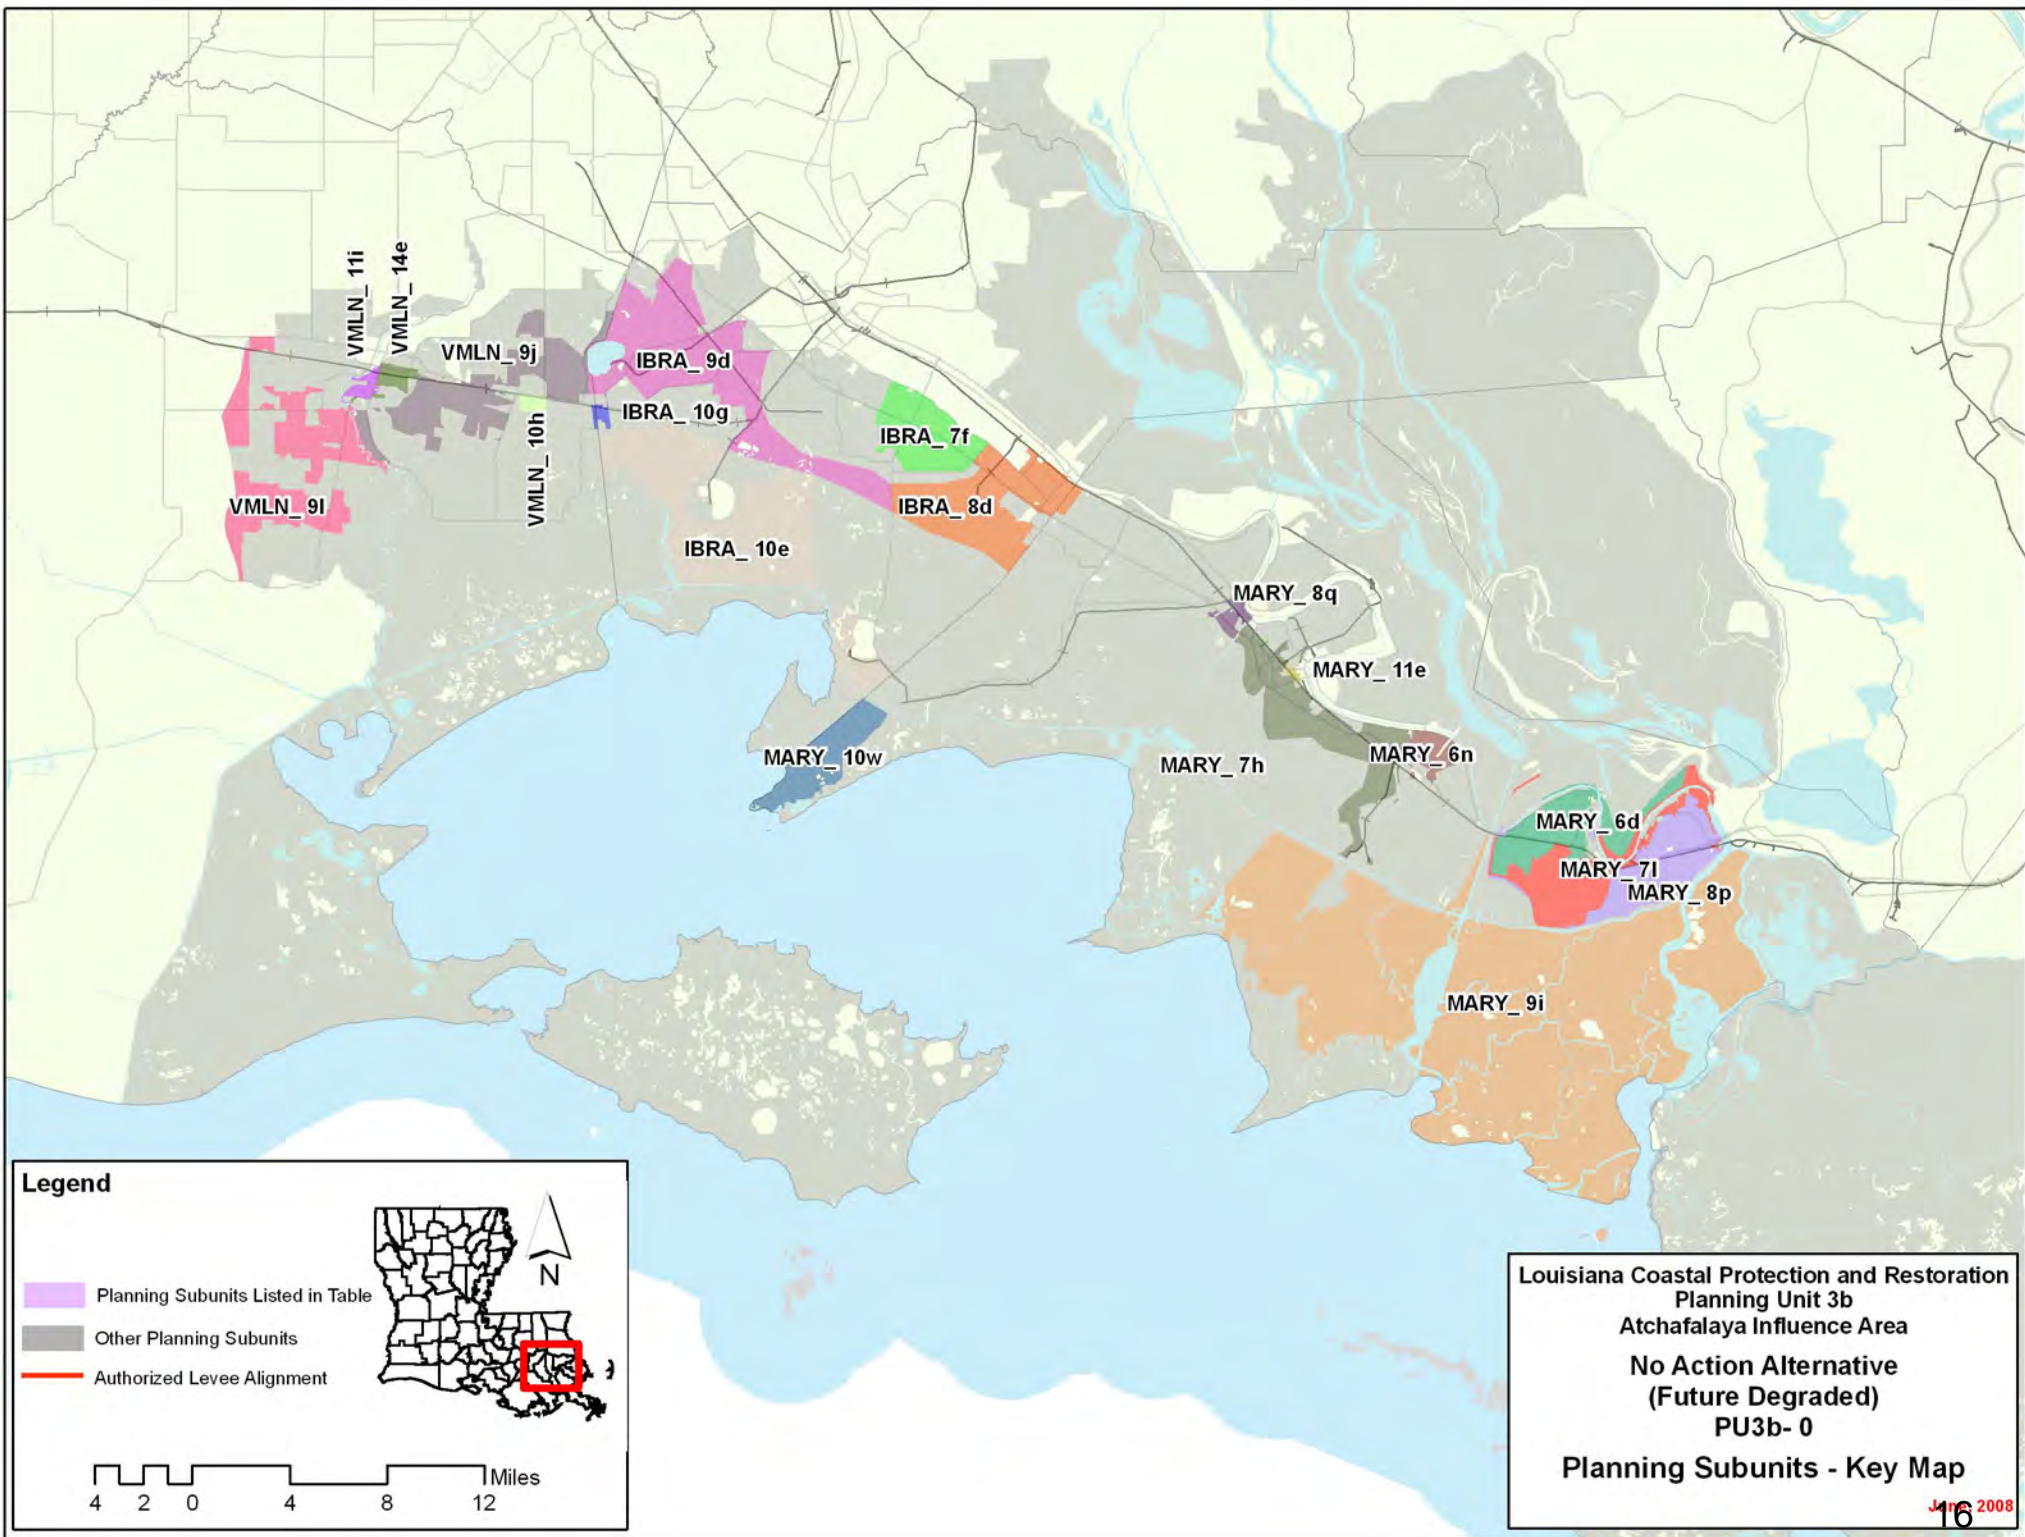 VMLN_ 11i
VMLN_ 14e
VMLN_ 9j
IBRA_ 9d
IBRA_ 10g
IBRA_ 7f
VMLN_ 10h
VMLN_ 9l
IBRA_ 8d
IBRA_ 10e
MARY_ 8q
MARY_ 11e
MARY_ 10w
MARY_ 7h
MARY_ 6n
MARY_ 6d
MARY_ 7l
MARY_ 8p
MARY_ 9i
Legend
N
Planning Subunits Listed in Table
Other Planning Subunits
Authorized Levee Alignment
Miles
4 2 0 4 8 12
Louisiana Coastal Protection and Restoration
Planning Unit 3b
Atchafalaya Influence Area
No Action Alternative
(Future Degraded)
PU3b- 0
Planning Subunits - Key Map
June, 2008
16